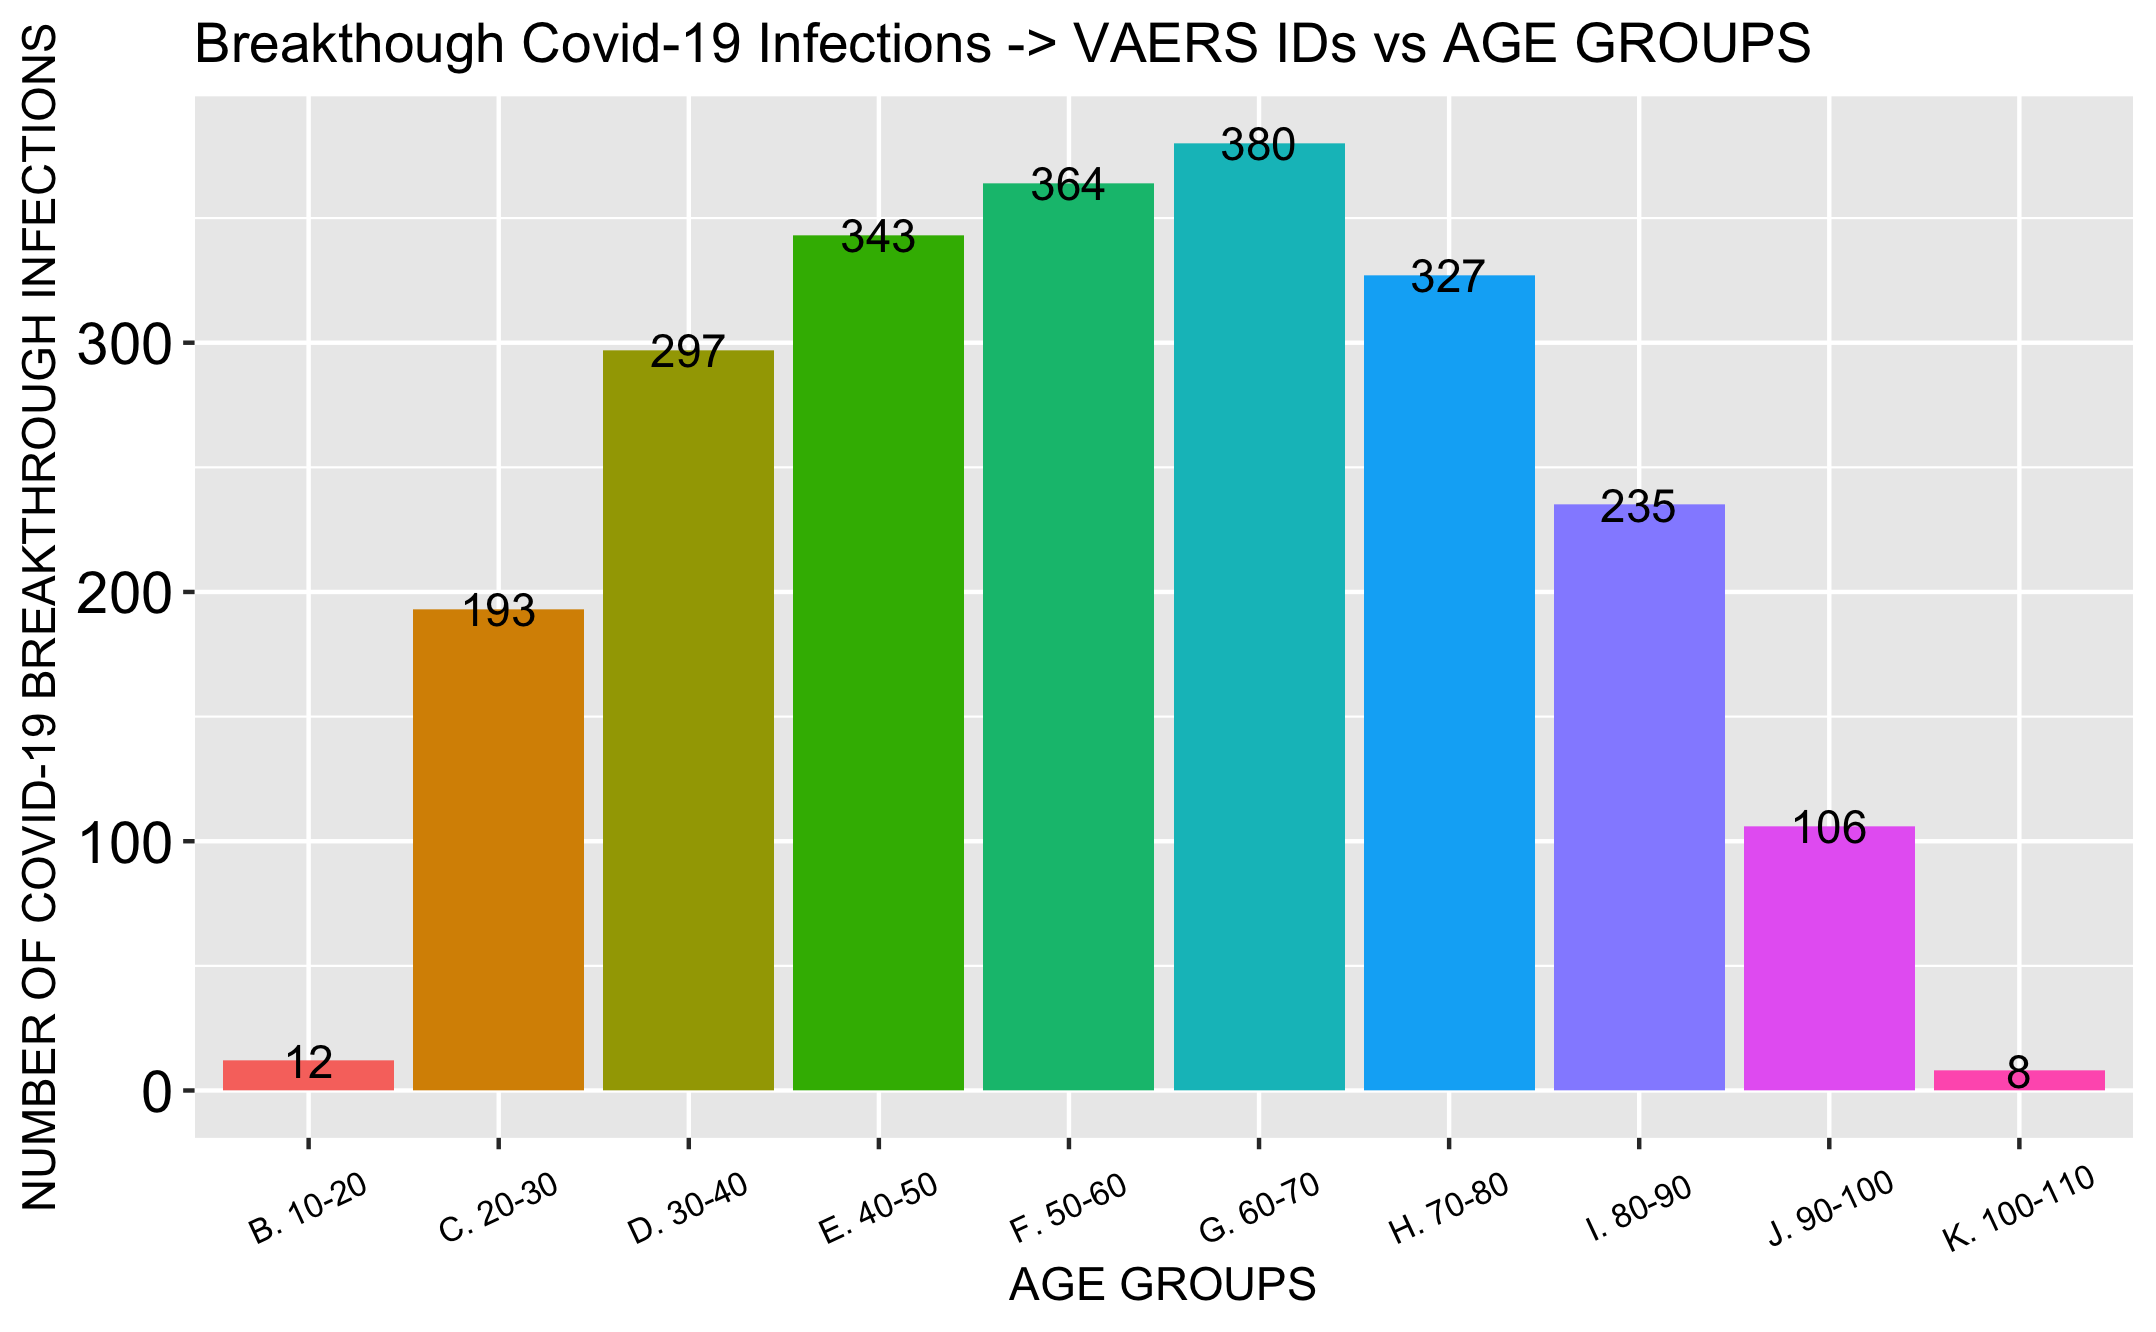 Breakthough Covid-19 Infections -> VAERS IDs vs AGE GROUPS
NUMBER OF COVID-19 BREAKTHROUGH INFECTIONS
300
200
100
0
12
193
297
343
364
380
327
235
106
8
B. 10-20
C. 20-30
D. 30-40
E. 40-50
F. 50-60
G. 60-70
H. 70-80
I. 80-90
J. 90-100
K. 100-110
AGE GROUPS